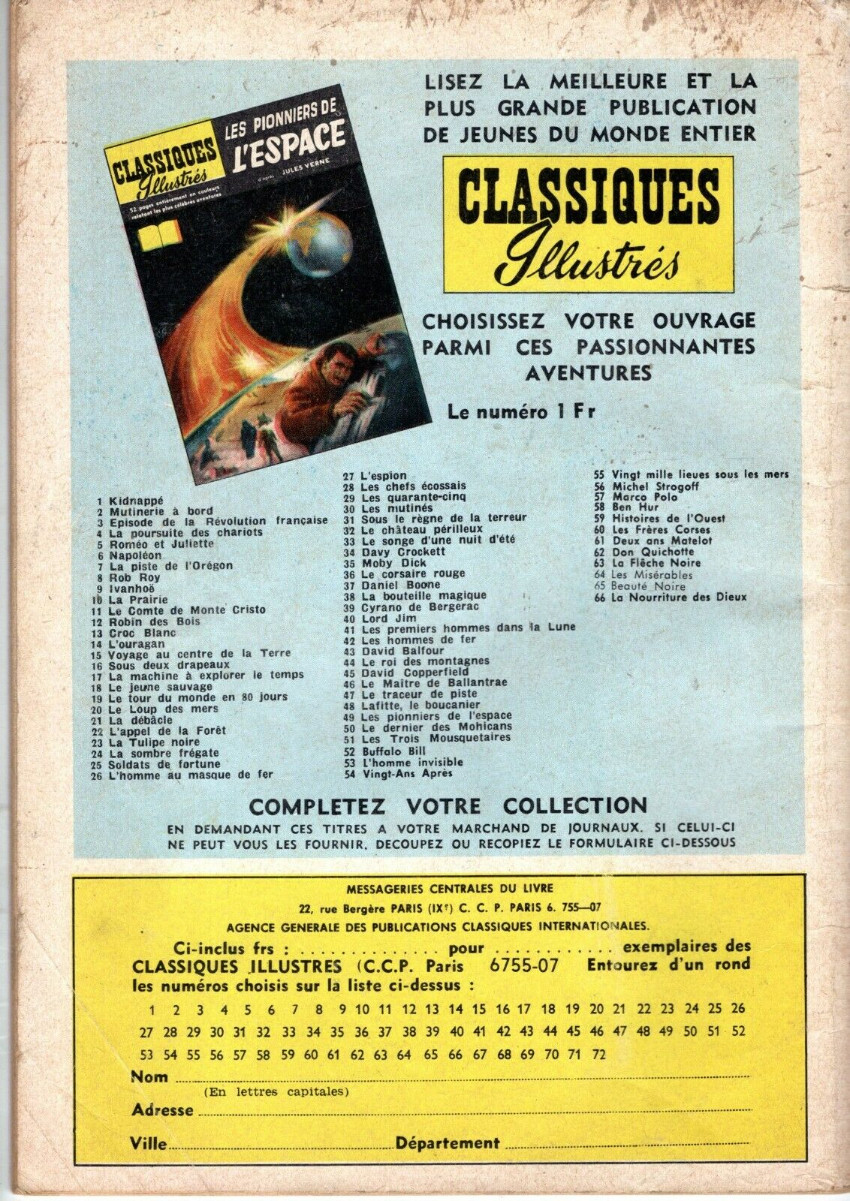 LISEZ LA MEILLEURE ET LA
PLUS GRANDE PUBLICATION
DE JEUNES DU MONDE ENTIER
CLASSIQUES
Illustrés
CHOISISSEZ VOTRE OUVRAGE
PARMI CES PASSIONNANTES
AVENTURES
Le numéro 1 Fr
CLASSIQUES
Illustrés
52 pages entièrement en couleurs
relatant les plus célèbres aventures
LES PIONNIERS DE
L'ESPACE
d'après JULES VERNE
1 Kidnappé
2 Mutinerie à bord
3 Episode de la Révolution française
4 La poursuite des chariots
5 Roméo et Juliette
6 Napoléon
7 La piste de l'Orégon
8 Rob Roy
9 Ivanhoë
10 La Prairie
11 Le Comte de Monte Cristo
12 Robin des Bois
13 Croc Blanc
14 L'ouragan
15 Voyage au centre de la Terre
16 Sous deux drapeaux
17 La machine à explorer le temps
18 Le jeune sauvage
19 Le tour du monde en 80 jours
20 Le Loup des mers
21 La débâcle
22 L'appel de la Forêt
23 La Tulipe noire
24 La sombre frégate
25 Soldats de fortune
26 L'homme au masque de fer
27 L'espion
28 Les chefs écossais
29 Les quarante-cinq
30 Les mutinés
31 Sous le règne de la terreur
32 Le château périlleux
33 Le songe d'une nuit d'été
34 Davy Crockett
35 Moby Dick
36 Le corsaire rouge
37 Daniel Boone
38 La bouteille magique
39 Cyrano de Bergerac
40 Lord Jim
41 Les premiers hommes dans la Lune
42 Les hommes de fer
43 David Balfour
44 Le roi des montagnes
45 David Copperfield
46 Le Maître de Ballantrae
47 Le traceur de piste
48 Lafitte, le boucanier
49 Les pionniers de l'espace
50 Le dernier des Mohicans
51 Les Trois Mousquetaires
52 Buffalo Bill
53 L'homme invisible
54 Vingt-Ans Après
55 Vingt mille lieues sous les mers
56 Michel Strogoff
57 Marco Polo
58 Ben Hur
59 Histoires de l'Ouest
60 Les Frères Corses
61 Deux ans Matelot
62 Don Quichotte
63 La Flêche Noire
64 Les Misérables
65 Beauté Noire
66 La Nourriture des Dieux
COMPLETEZ VOTRE COLLECTION
EN DEMANDANT CES TITRES A VOTRE MARCHAND DE JOURNAUX. SI CELUI-CI
NE PEUT VOUS LES FOURNIR, DECOUPEZ OU RECOPIEZ LE FORMULAIRE CI-DESSOUS
MESSAGERIES CENTRALES DU LIVRE
22, rue Bergère PARIS (IXe) C. C. P. PARIS 6. 755—07
AGENCE GENERALE DES PUBLICATIONS CLASSIQUES INTERNATIONALES.
Ci-inclus frs : .............. pour ............ exemplaires des
CLASSIQUES ILLUSTRES (C.C.P. Paris 6755-07 Entourez d'un rond
les numéros choisis sur la liste ci-dessus :
1 2 3 4 5 6 7 8 9 10 11 12 13 14 15 16 17 18 19 20 21 22 23 24 25 26
27 28 29 30 31 32 33 34 35 36 37 38 39 40 41 42 43 44 45 46 47 48 49 50 51 52
53 54 55 56 57 58 59 60 61 62 63 64 65 66 67 68 69 70 71 72
Nom
(En lettres capitales)
Adresse
Ville Département